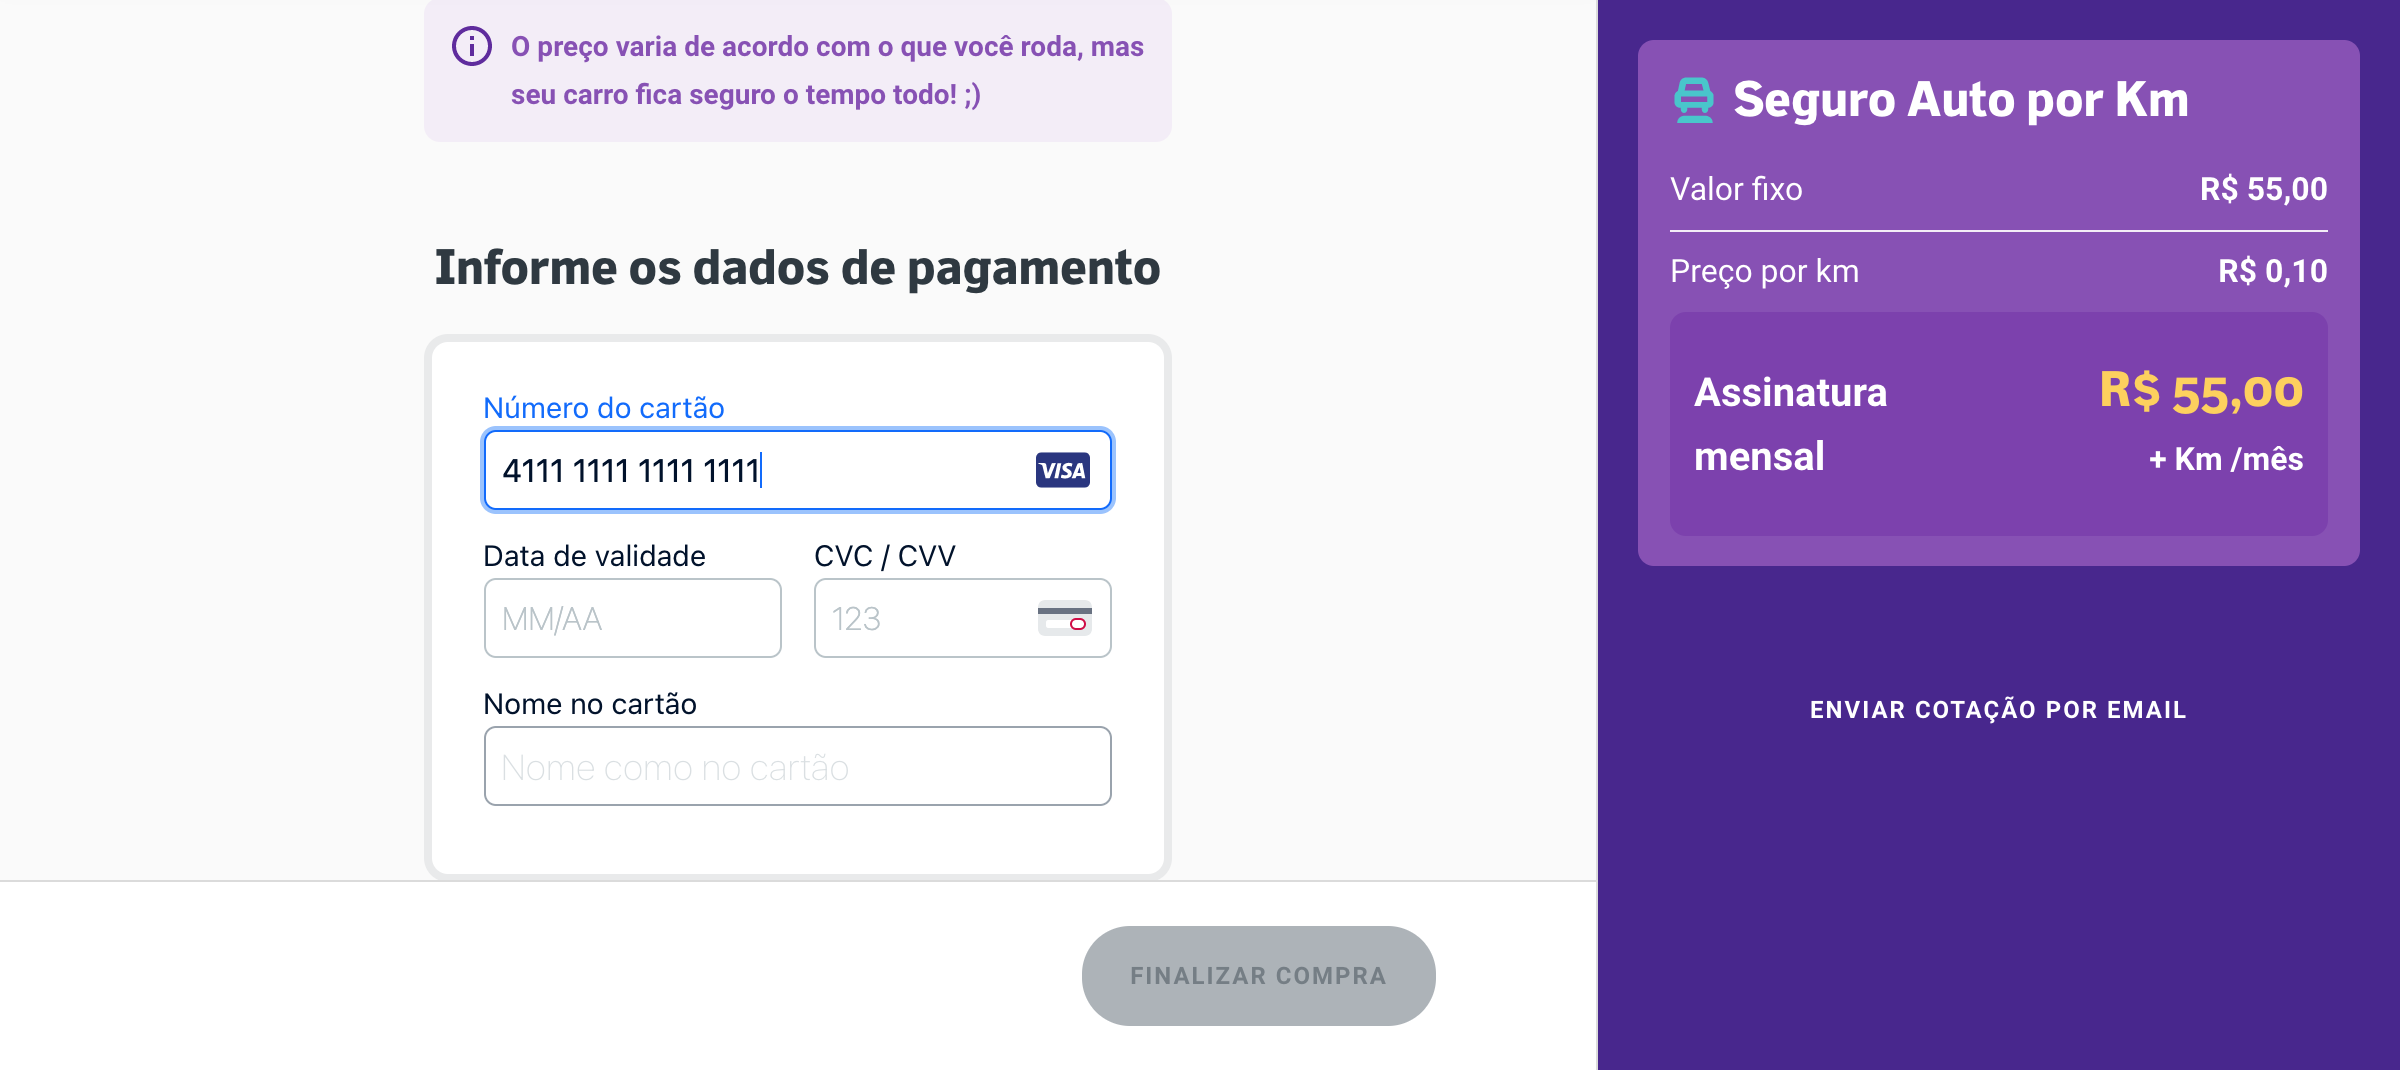 O preço varia de acordo com o que você roda, mas
seu carro fica seguro o tempo todo! ;)
Informe os dados de pagamento
Número do cartão
4111 1111 1111 1111
VISA
Data de validade
MM/AA
CVC / CVV
123
Nome no cartão
Nome como no cartão
FINALIZAR COMPRA
Seguro Auto por Km
Valor fixo R$ 55,00
Preço por km R$ 0,10
Assinatura mensal
R$ 55,00
+ Km /mês
ENVIAR COTAÇÃO POR EMAIL